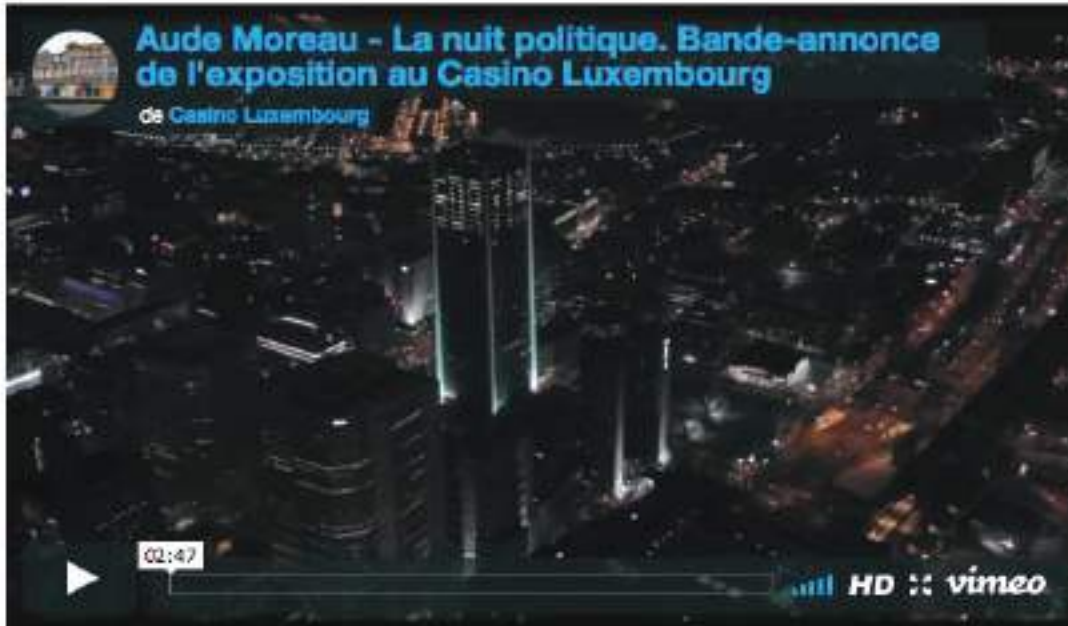 Aude Moreau - La nuit politique. Bande-annonce
de l'exposition au Casino Luxembourg
de Casino Luxembourg
02:47
HD vimeo